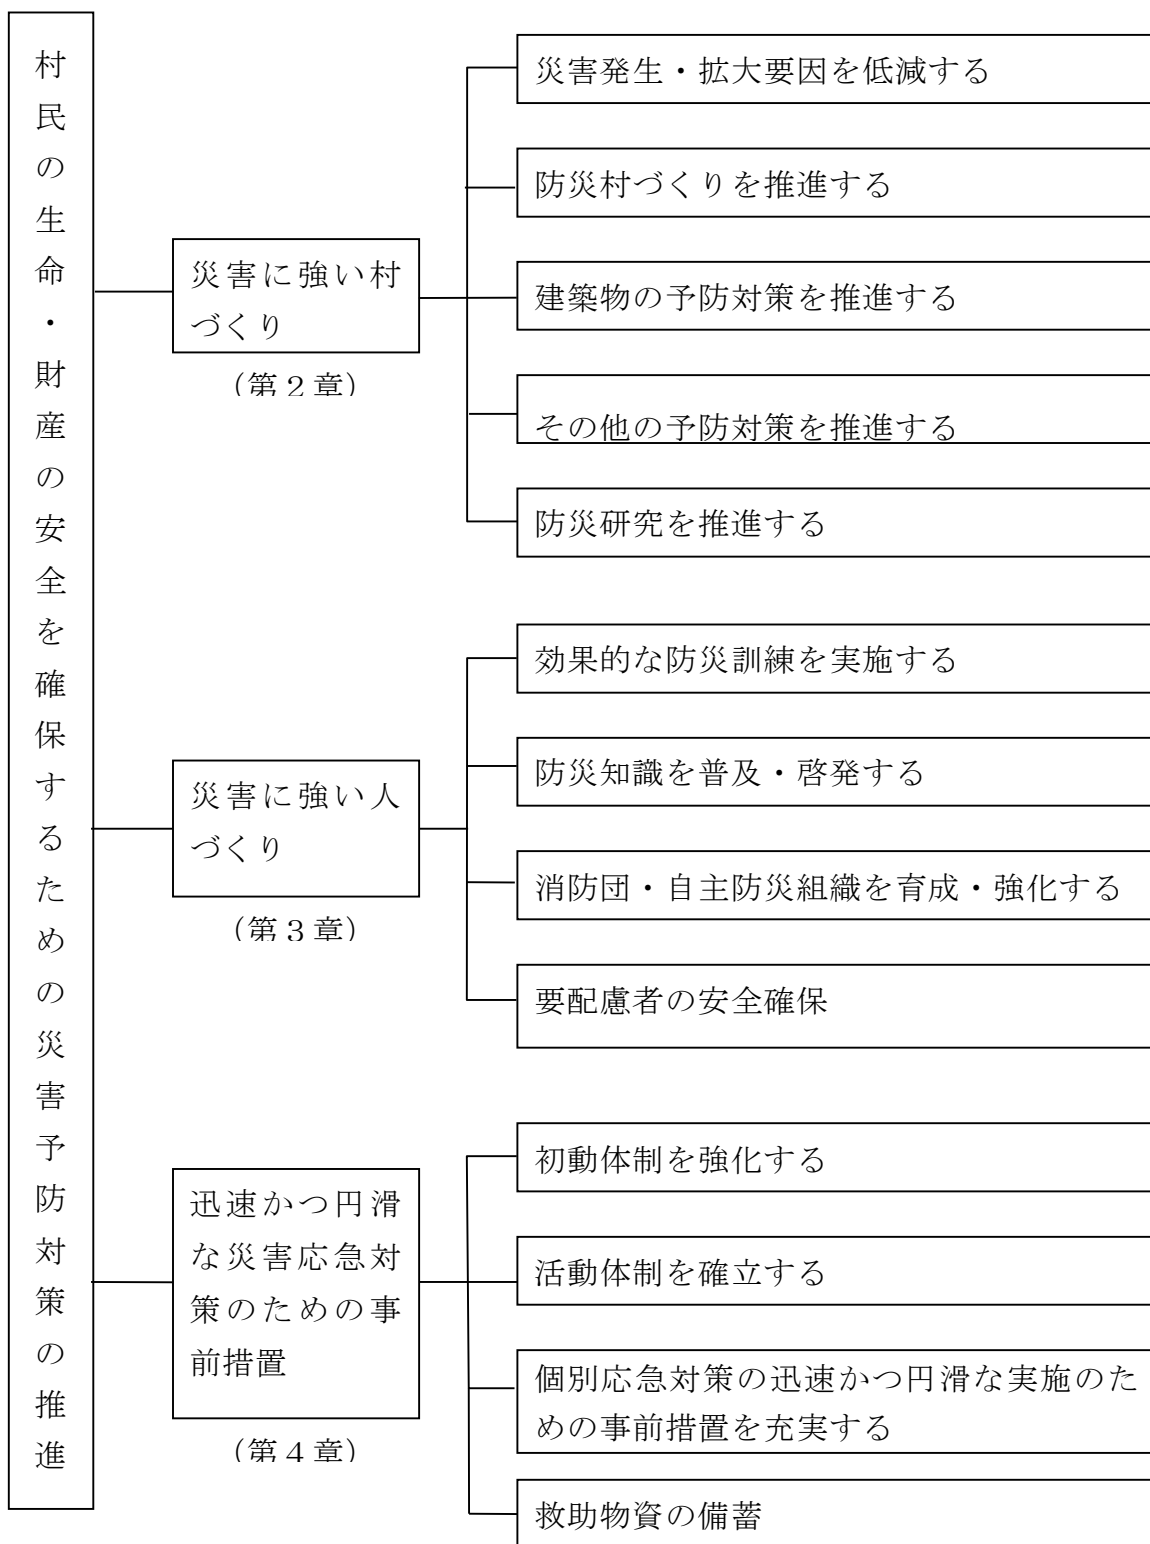 村民の生命・財産の安全を確保するための災害予防対策の推進
災害に強い村
づくり
（第２章）
災害発生・拡大要因を低減する
防災村づくりを推進する
建築物の予防対策を推進する
その他の予防対策を推進する
防災研究を推進する
災害に強い人
づくり
（第３章）
効果的な防災訓練を実施する
防災知識を普及・啓発する
消防団・自主防災組織を育成・強化する
要配慮者の安全確保
迅速かつ円滑
な災害応急対
策のための事
前措置
（第４章）
初動体制を強化する
活動体制を確立する
個別応急対策の迅速かつ円滑な実施のた
めの事前措置を充実する
救助物資の備蓄